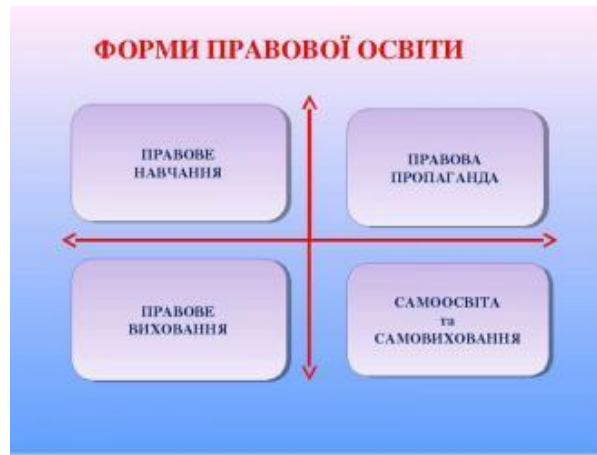 ФОРМИ ПРАВОВОЇ ОСВІТИ
ПРАВОВЕ
НАВЧАННЯ
ПРАВОВА
ПРОПАГАНДА
ПРАВОВЕ
ВИХОВАННЯ
САМООСВІТА
та
САМОВИХОВАННЯ